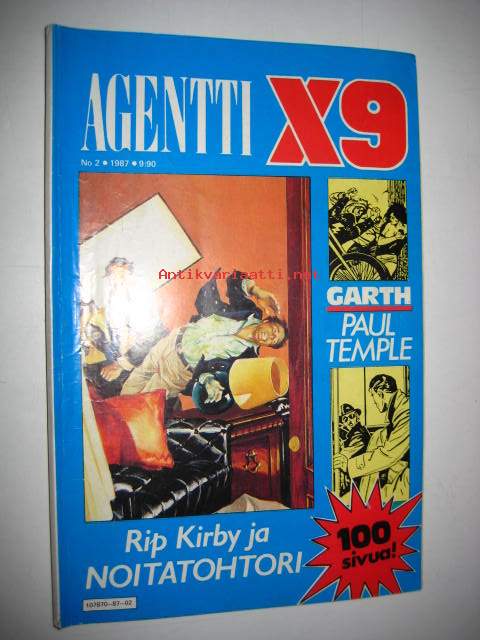 AGENTTI X9
No 2 • 1987 • 9:90
Antikvariaatti.net
GARTH
PAUL
TEMPLE
Rip Kirby ja
NOITATOHTORI
100
sivua!
107870-87-02